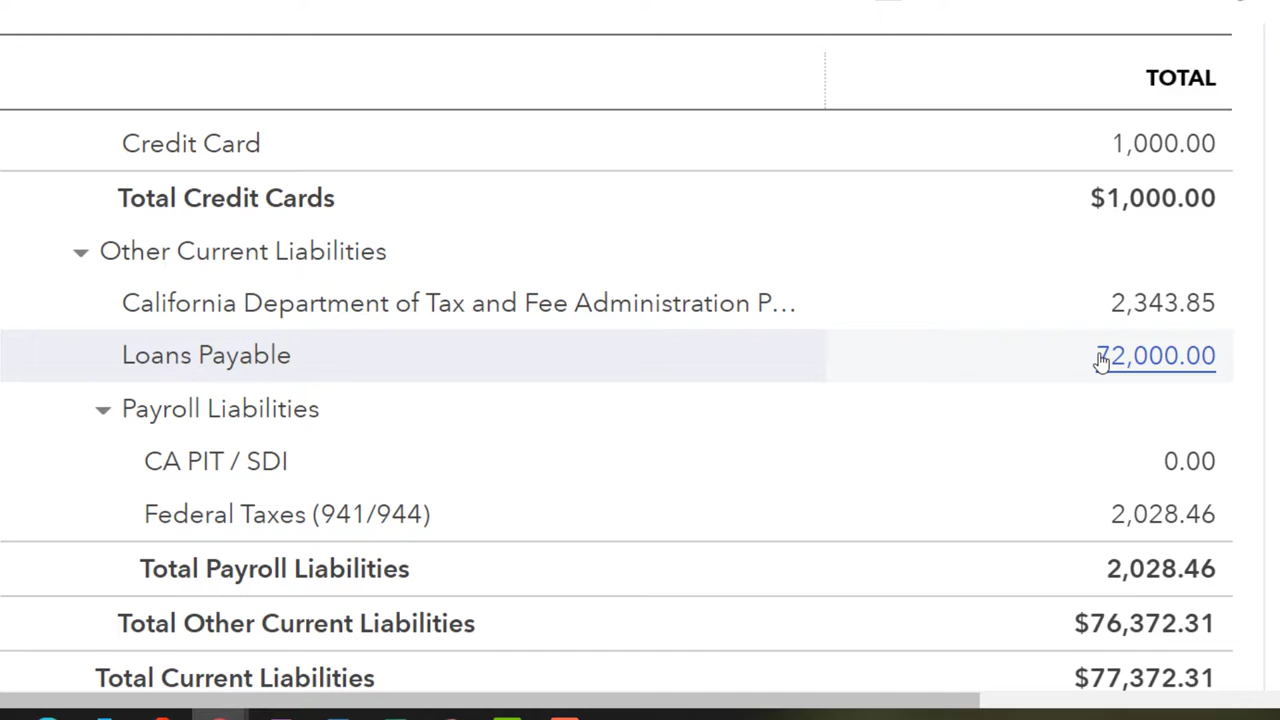 TOTAL
Credit Card 1,000.00
Total Credit Cards $1,000.00
Other Current Liabilities
California Department of Tax and Fee Administration P... 2,343.85
Loans Payable 72,000.00
Payroll Liabilities
CA PIT / SDI 0.00
Federal Taxes (941/944) 2,028.46
Total Payroll Liabilities 2,028.46
Total Other Current Liabilities $76,372.31
Total Current Liabilities $77,372.31